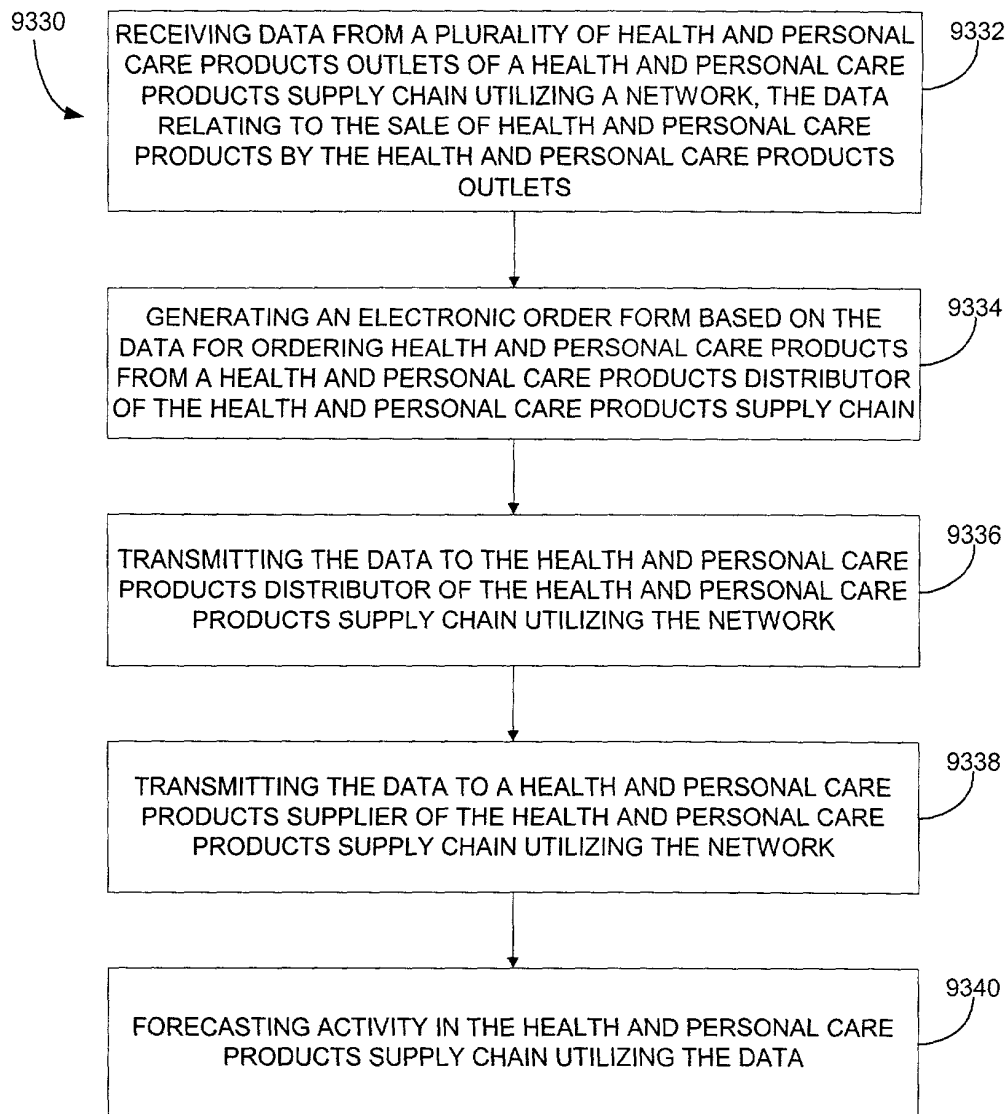 9330
RECEIVING DATA FROM A PLURALITY OF HEALTH AND PERSONAL
CARE PRODUCTS OUTLETS OF A HEALTH AND PERSONAL CARE
PRODUCTS SUPPLY CHAIN UTILIZING A NETWORK, THE DATA
RELATING TO THE SALE OF HEALTH AND PERSONAL CARE
PRODUCTS BY THE HEALTH AND PERSONAL CARE PRODUCTS
OUTLETS
9332
GENERATING AN ELECTRONIC ORDER FORM BASED ON THE
DATA FOR ORDERING HEALTH AND PERSONAL CARE PRODUCTS
FROM A HEALTH AND PERSONAL CARE PRODUCTS DISTRIBUTOR
OF THE HEALTH AND PERSONAL CARE PRODUCTS SUPPLY CHAIN
9334
TRANSMITTING THE DATA TO THE HEALTH AND PERSONAL CARE
PRODUCTS DISTRIBUTOR OF THE HEALTH AND PERSONAL CARE
PRODUCTS SUPPLY CHAIN UTILIZING THE NETWORK
9336
TRANSMITTING THE DATA TO A HEALTH AND PERSONAL CARE
PRODUCTS SUPPLIER OF THE HEALTH AND PERSONAL CARE
PRODUCTS SUPPLY CHAIN UTILIZING THE NETWORK
9338
FORECASTING ACTIVITY IN THE HEALTH AND PERSONAL CARE
PRODUCTS SUPPLY CHAIN UTILIZING THE DATA
9340